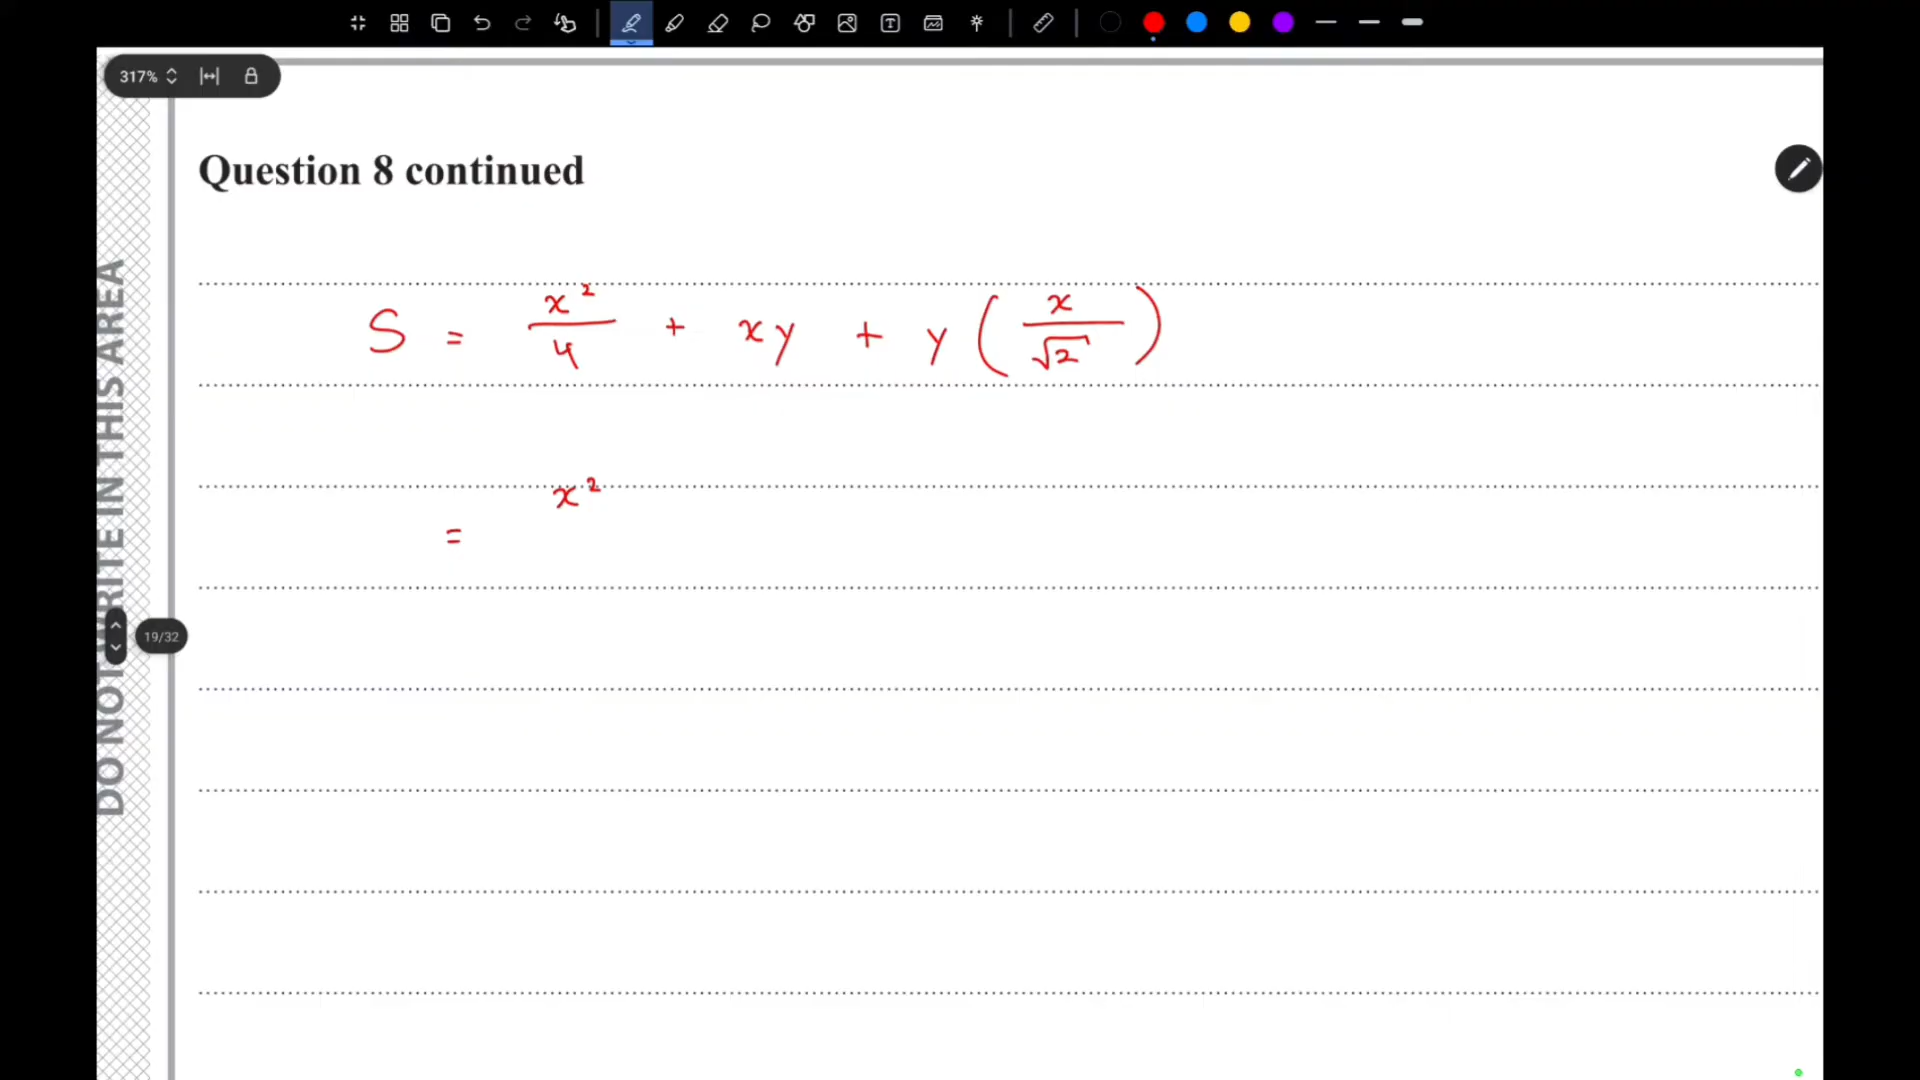 317%
Question 8 continued
S = x²/4 + xy + y(x/√2)
= x²
19/32
DO NOT WRITE IN THIS AREA